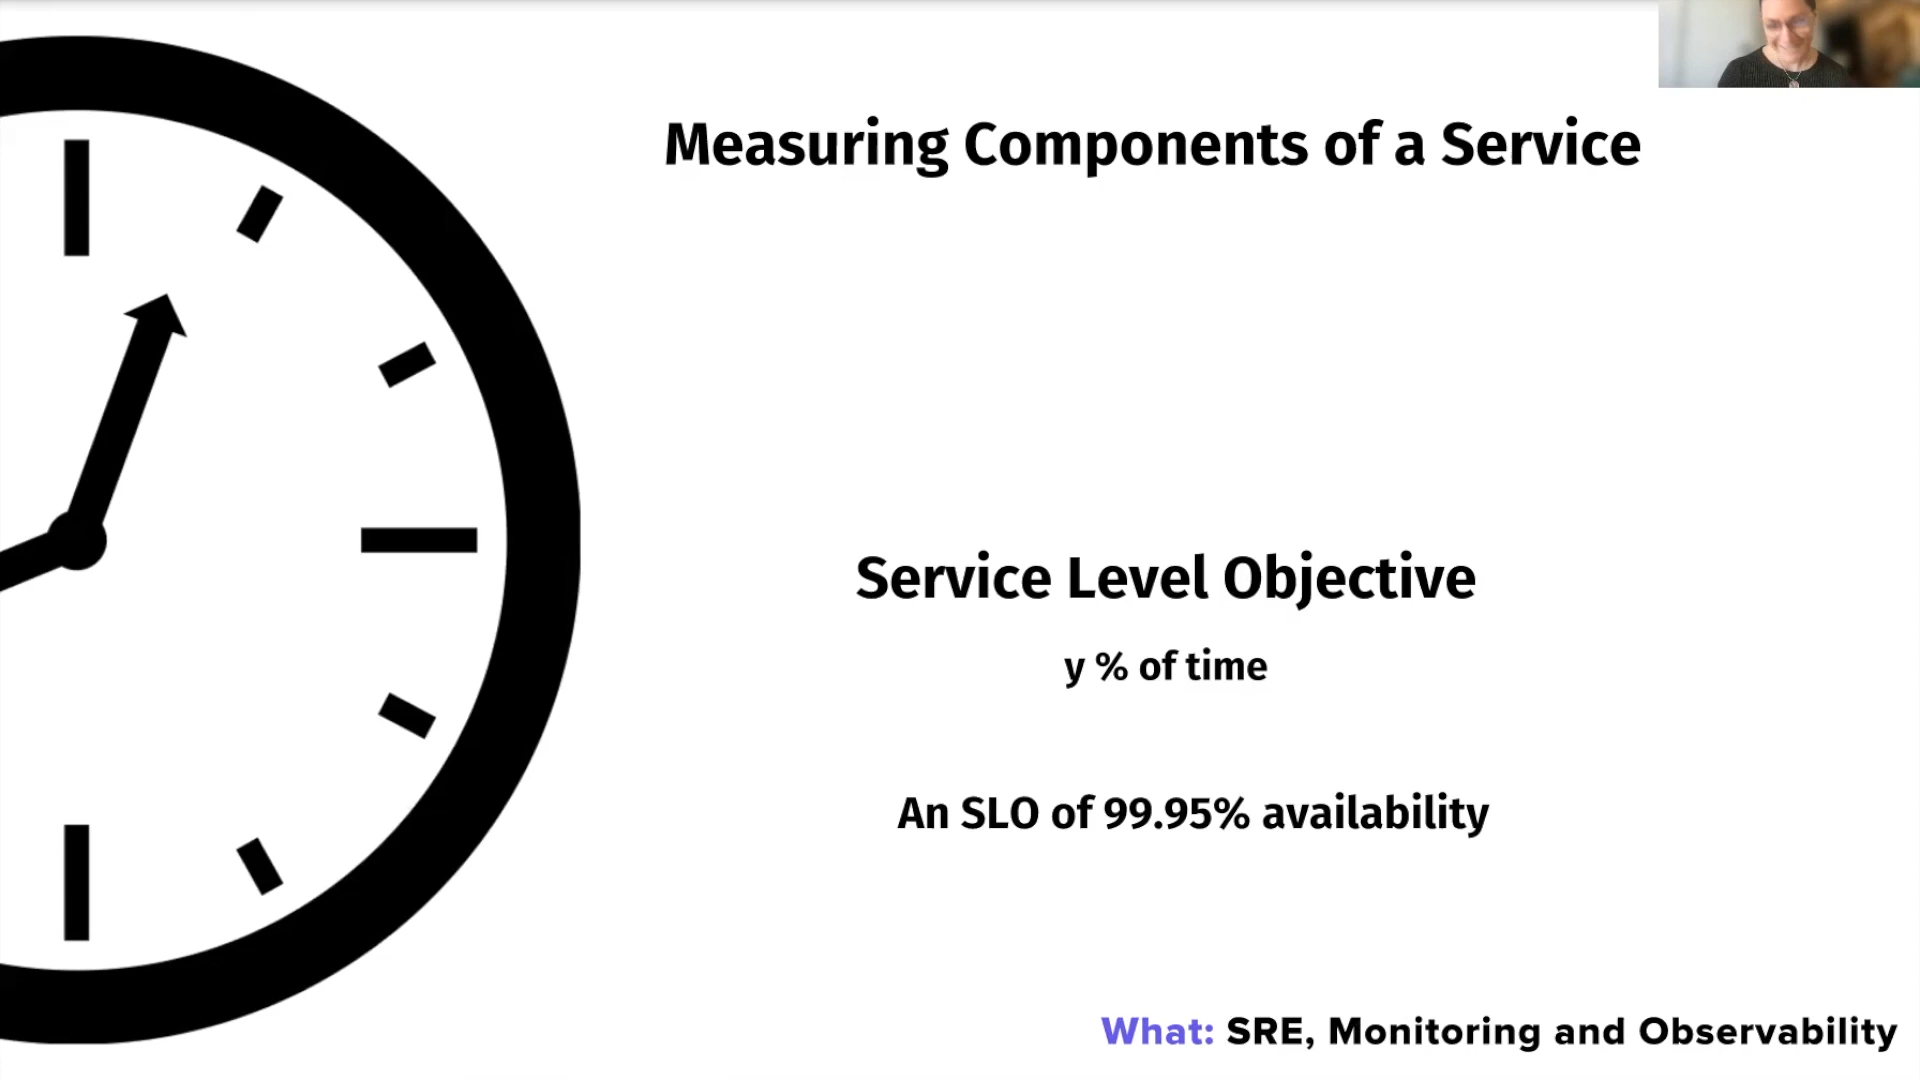 Measuring Components of a Service
Service Level Objective
y % of time
An SLO of 99.95% availability
What: SRE, Monitoring and Observability